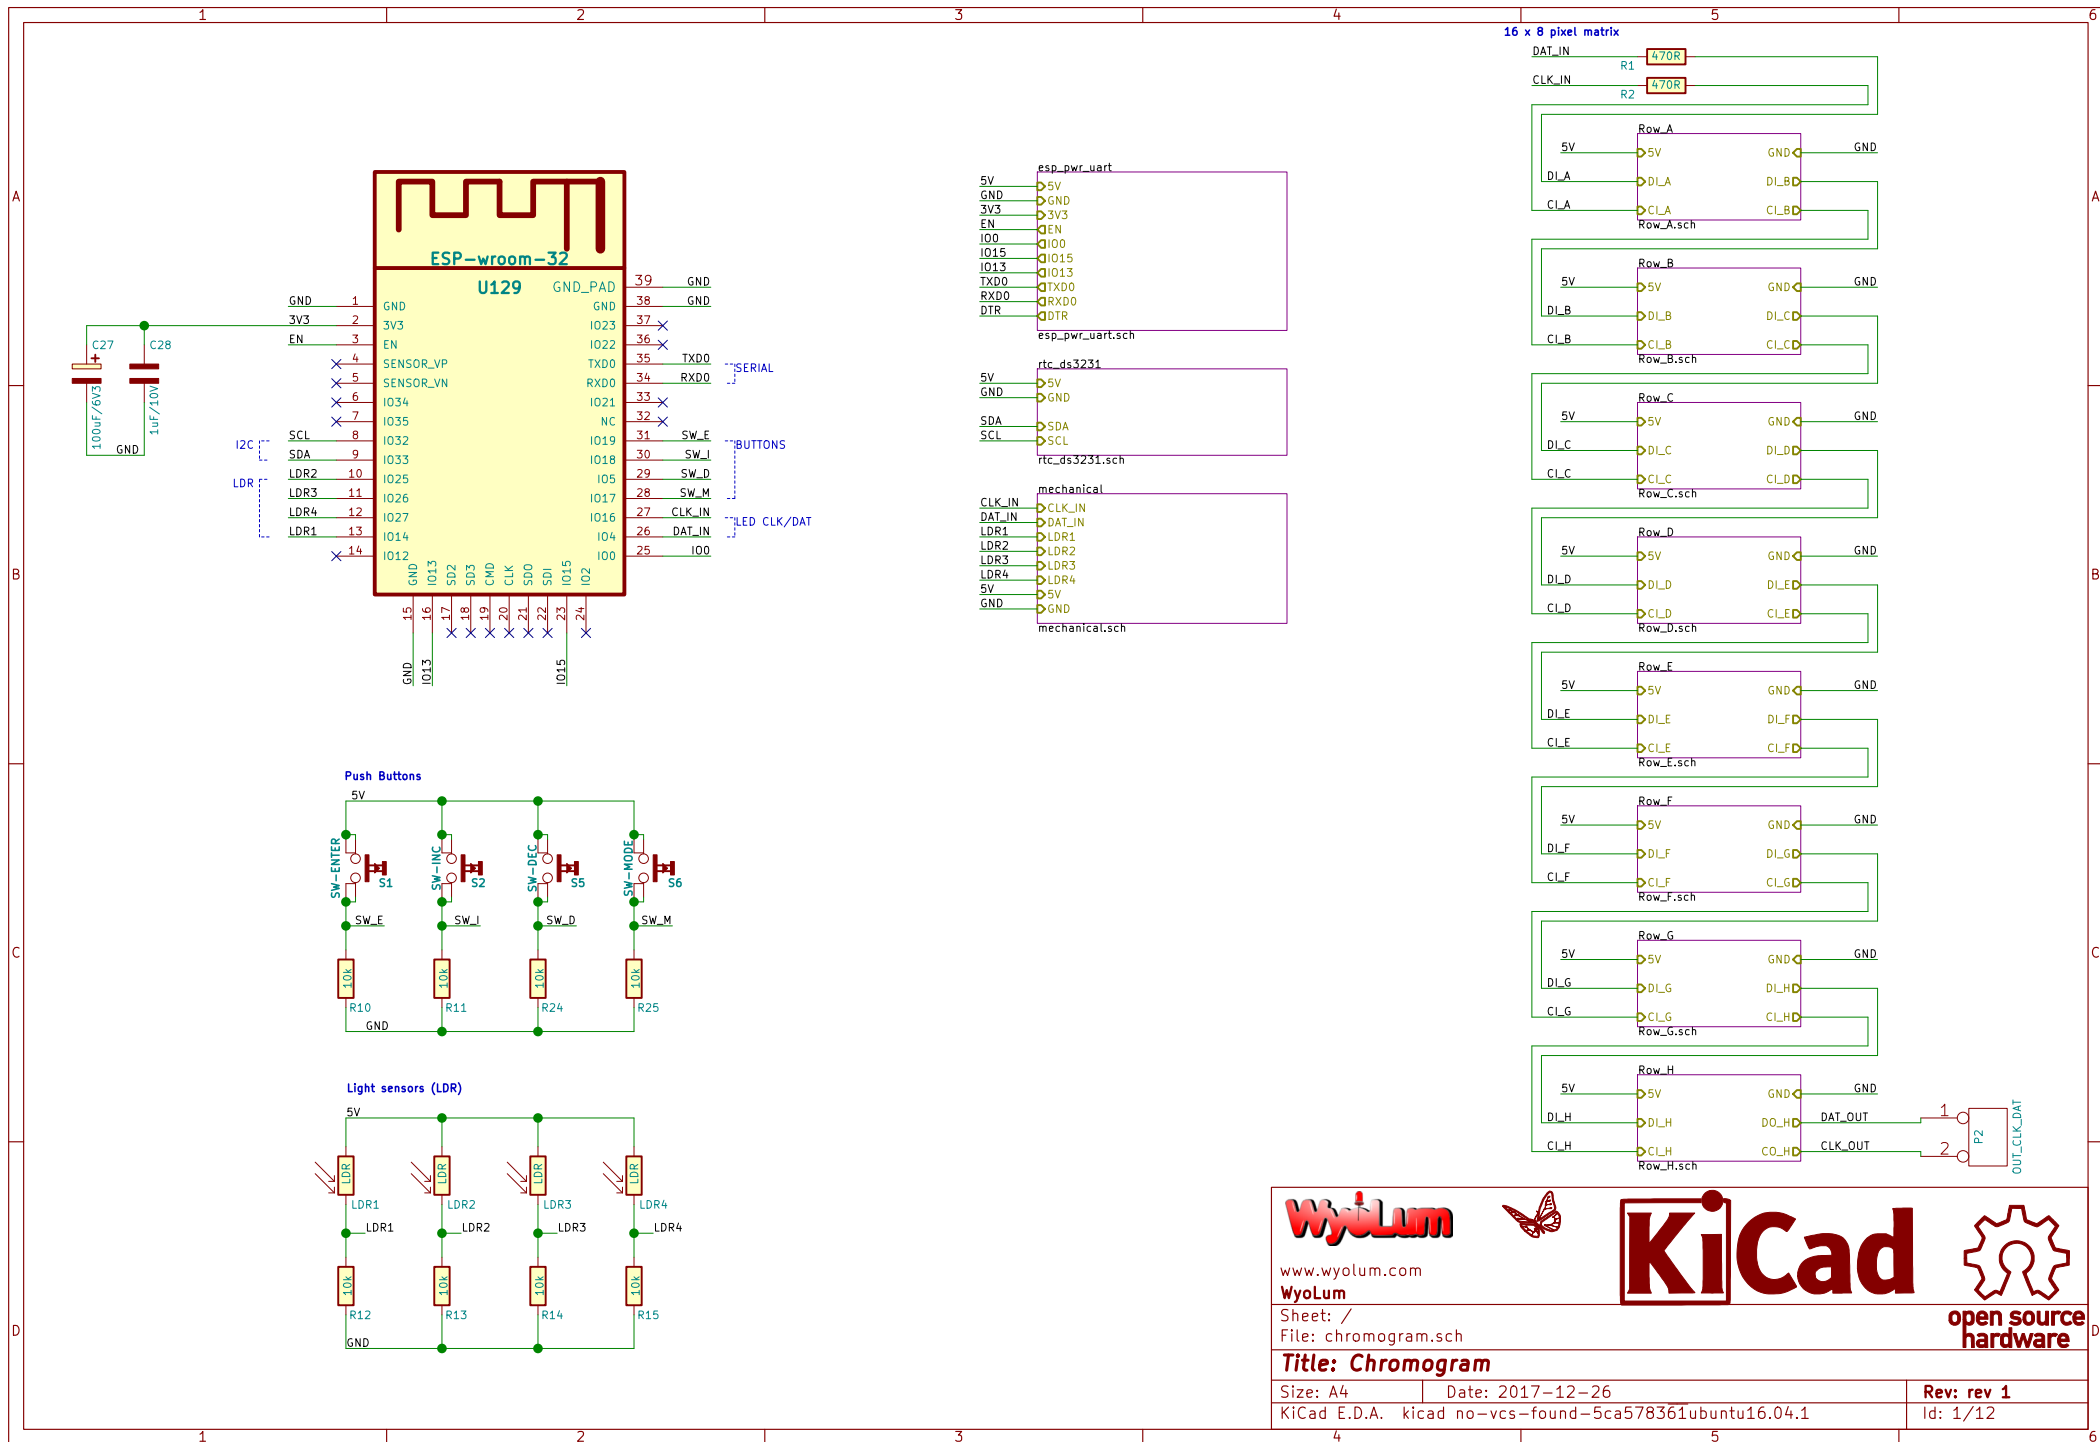 1 2 3 4 5 6
A
B
C
D
ESP-wroom-32
U129
GND_PAD 39 GND
GND 1 GND
3V3 2 3V3
EN 3 EN
4 SENSOR_VP
5 SENSOR_VN
6 IO34
7 IO35
SCL 8 IO32
SDA 9 IO33
LDR2 10 IO25
LDR3 11 IO26
LDR4 12 IO27
LDR1 13 IO14
14 IO12
I2C
LDR
GND 38 GND
IO23 37
IO22 36
TXD0 35 TXD0
RXD0 34 RXD0
IO21 33
NC 32
IO19 31 SW_E
IO18 30 SW_I
IO5 29 SW_D
IO17 28 SW_M
IO16 27 CLK_IN
IO4 26 DAT_IN
IO0 25 IO0
SERIAL
BUTTONS
LED CLK/DAT
GND IO13 SD2 SD3 CMD CLK SD0 SDI IO15 IO2
15 16 17 18 19 20 21 22 23 24
GND IO13 IO15
C27 C28
100uF/6V3 1uF/10V
GND
Push Buttons
5V
SW-ENTER SW-INC SW-DEC SW-MODE
S1 S2 S5 S6
SW_E SW_I SW_D SW_M
10k 10k 10k 10k
R10 R11 R24 R25
GND
Light sensors (LDR)
5V
LDR LDR LDR LDR
LDR1 LDR2 LDR3 LDR4
LDR1 LDR2 LDR3 LDR4
10k 10k 10k 10k
R12 R13 R14 R15
GND
esp_pwr_uart
5V 5V
GND GND
3V3 3V3
EN EN
IO0 IO0
IO15 IO15
IO13 IO13
TXD0 TXD0
RXD0 RXD0
DTR DTR
esp_pwr_uart.sch
rtc_ds3231
5V 5V
GND GND
SDA SDA
SCL SCL
rtc_ds3231.sch
mechanical
CLK_IN CLK_IN
DAT_IN DAT_IN
LDR1 LDR1
LDR2 LDR2
LDR3 LDR3
LDR4 LDR4
5V 5V
GND GND
mechanical.sch
16 x 8 pixel matrix
DAT_IN 470R
R1
CLK_IN 470R
R2
Row_A
5V 5V GND GND
DI_A DI_A DI_B
CI_A CI_A CI_B
Row_A.sch
Row_B
5V 5V GND GND
DI_B DI_B DI_C
CI_B CI_B CI_C
Row_B.sch
Row_C
5V 5V GND GND
DI_C DI_C DI_D
CI_C CI_C CI_D
Row_C.sch
Row_D
5V 5V GND GND
DI_D DI_D DI_E
CI_D CI_D CI_E
Row_D.sch
Row_E
5V 5V GND GND
DI_E DI_E DI_F
CI_E CI_E CI_F
Row_E.sch
Row_F
5V 5V GND GND
DI_F DI_F DI_G
CI_F CI_F CI_G
Row_F.sch
Row_G
5V 5V GND GND
DI_G DI_G DI_H
CI_G CI_G CI_H
Row_G.sch
Row_H
5V 5V GND GND
DI_H DI_H DO_H DAT_OUT 1
CI_H CI_H CO_H CLK_OUT 2
Row_H.sch
P2
OUT_CLK_DAT
WyoLum
KiCad
open source
hardware
www.wyolum.com
WyoLum
Sheet: /
File: chromogram.sch
Title: Chromogram
Size: A4 Date: 2017-12-26 Rev: rev 1
KiCad E.D.A. kicad no-vcs-found-5ca57836~~1~~ubuntu16.04.1 Id: 1/12
A
B
C
D
1 2 3 4 5 6